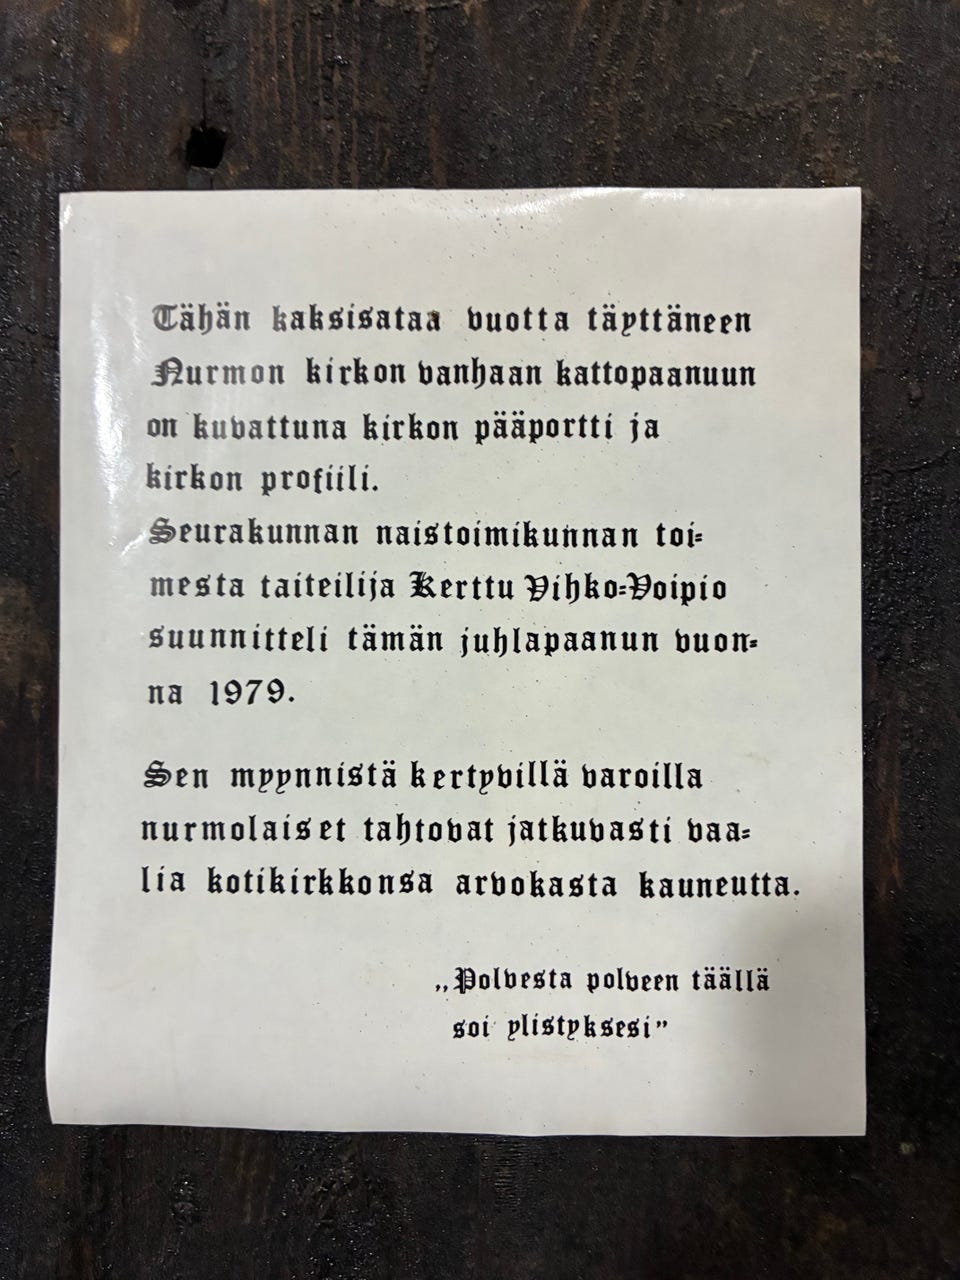 Tähän kaksisataa vuotta täyttäneen
Nurmon kirkon vanhaan kattopaanuun
on kuvattuna kirkon pääportti ja
kirkon profiili.
Seurakunnan naistoimikunnan toi=
mesta taiteilija Kerttu Vihko=Voipio
suunnitteli tämän juhlapaanun vuon=
na 1979.
Sen myynnistä kertyvillä varoilla
nurmolaiset tahtovat jatkuvasti vaa=
lia kotikirkkonsa arvokasta kauneutta.
„Polvesta polveen täällä
soi ylistyksesi”